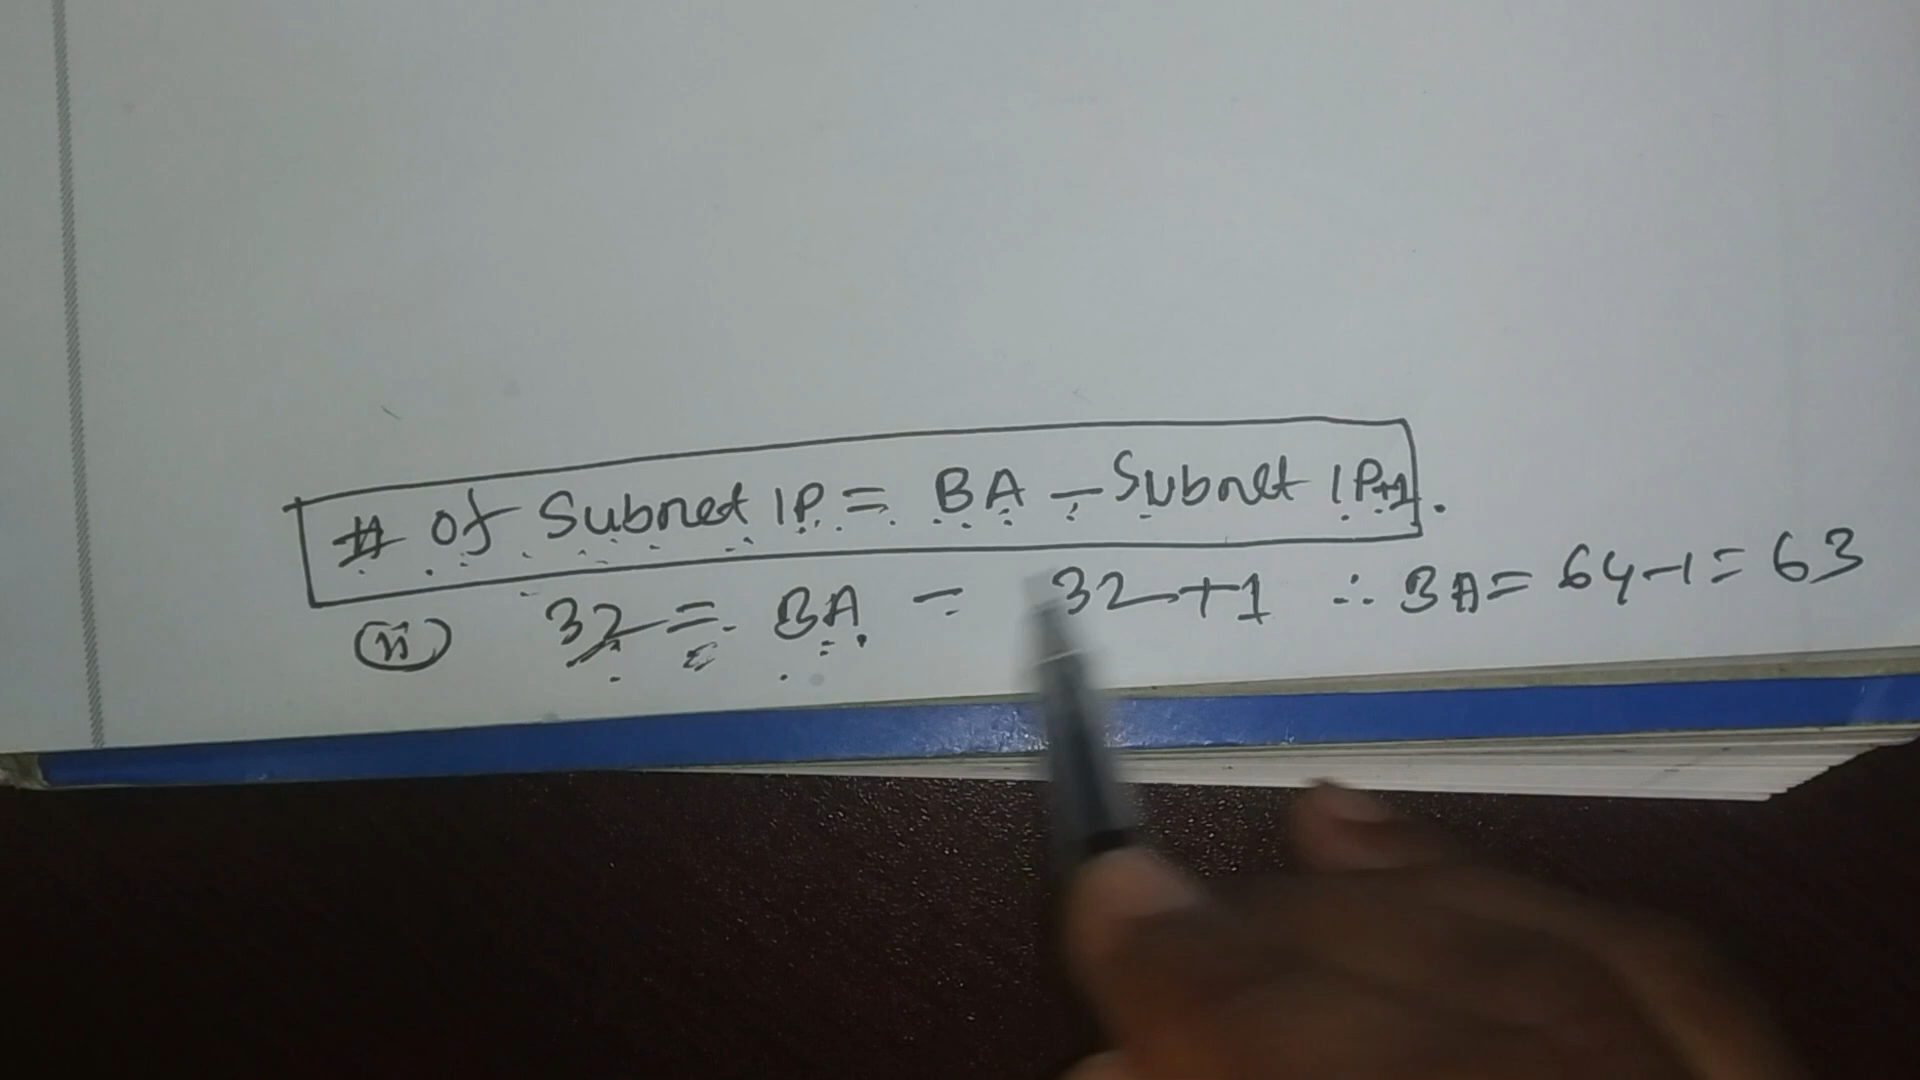 # of Subnet IP = BA - Subnet IP+1.
(ii) 32 = BA - 32+1 ∴ BA = 64-1 = 63